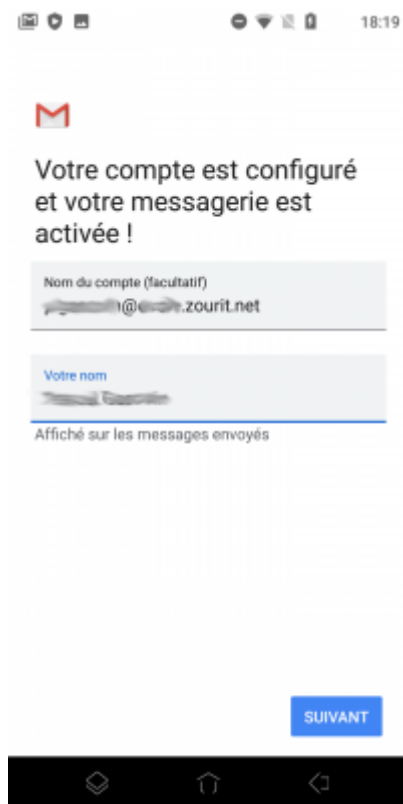 18:19
Votre compte est configuré
et votre messagerie est
activée !
Nom du compte (facultatif)
.zourit.net
Votre nom
Affiché sur les messages envoyés
SUIVANT